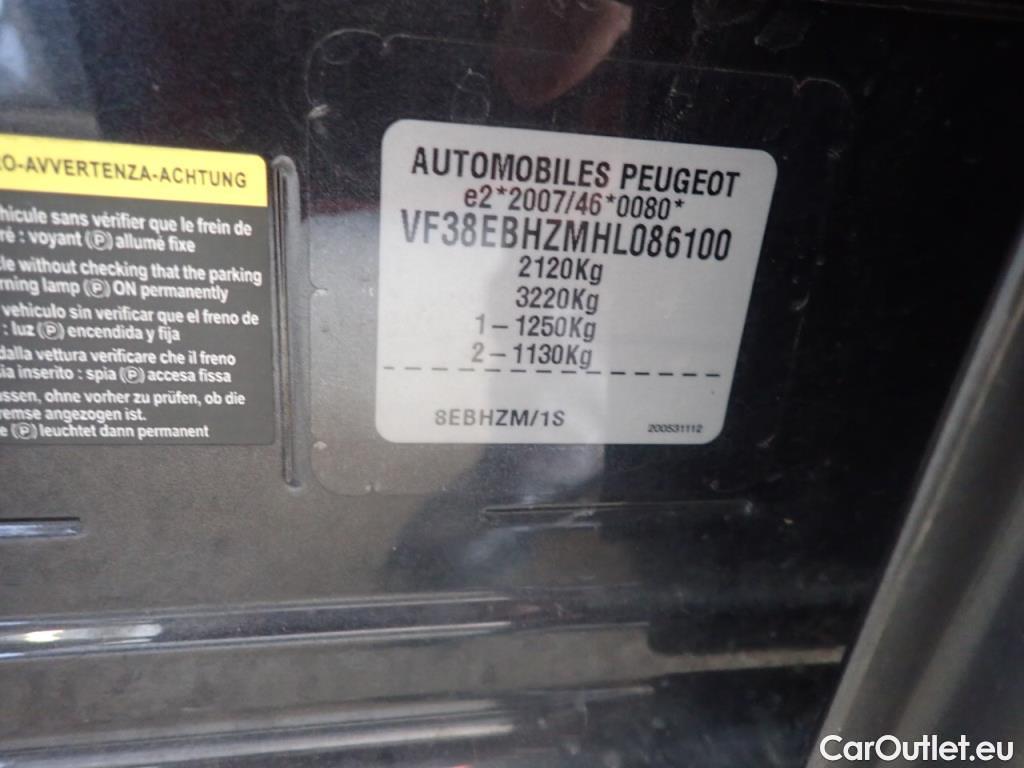 O-AVVERTENZA-ACHTUNG
hicule sans vérifier que le frein de
ré : voyant (P) allumé fixe
le without checking that the parking
rning lamp (P) ON permanently
vehiculo sin verificar que el freno de
: luz (P) encendida y fija
dalla vettura verificare che il freno
ia inserito : spia (P) accesa fissa
assen, ohne vorher zu prüfen, ob die
remse angezogen ist.
e (P) leuchtet dann permanent
AUTOMOBILES PEUGEOT
e2*2007/46*0080*
VF38EBHZMHL086100
2120Kg
3220Kg
1-1250Kg
2-1130Kg
8EBHZM/1S
200531112
CarOutlet.eu